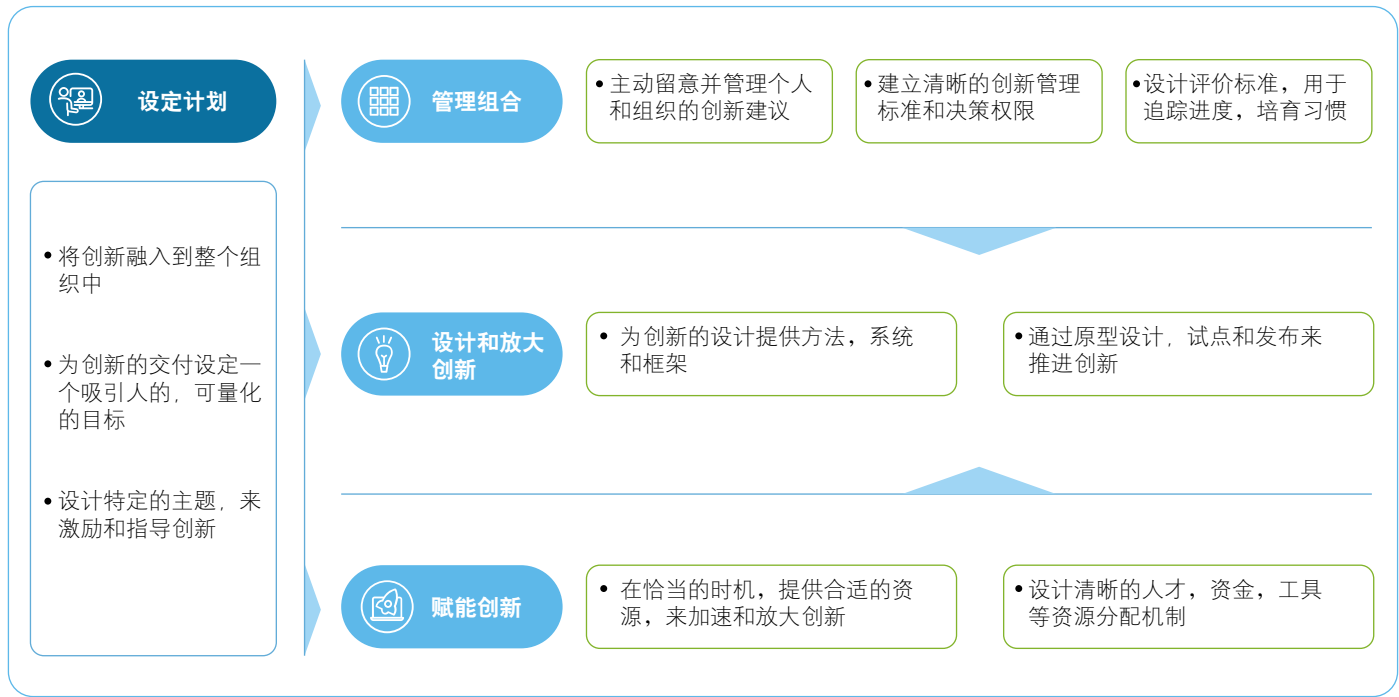 设定计划
• 将创新融入到整个组
织中
• 为创新的交付设定一
个吸引人的，可量化
的目标
• 设计特定的主题，来
激励和指导创新
管理组合
• 主动留意并管理个人
和组织的创新建议
• 建立清晰的创新管理
标准和决策权限
• 设计评价标准，用于
追踪进度，培育习惯
设计和放大
创新
• 为创新的设计提供方法，系统
和框架
• 通过原型设计，试点和发布来
推进创新
赋能创新
• 在恰当的时机，提供合适的资
源，来加速和放大创新
• 设计清晰的人才，资金，工具
等资源分配机制